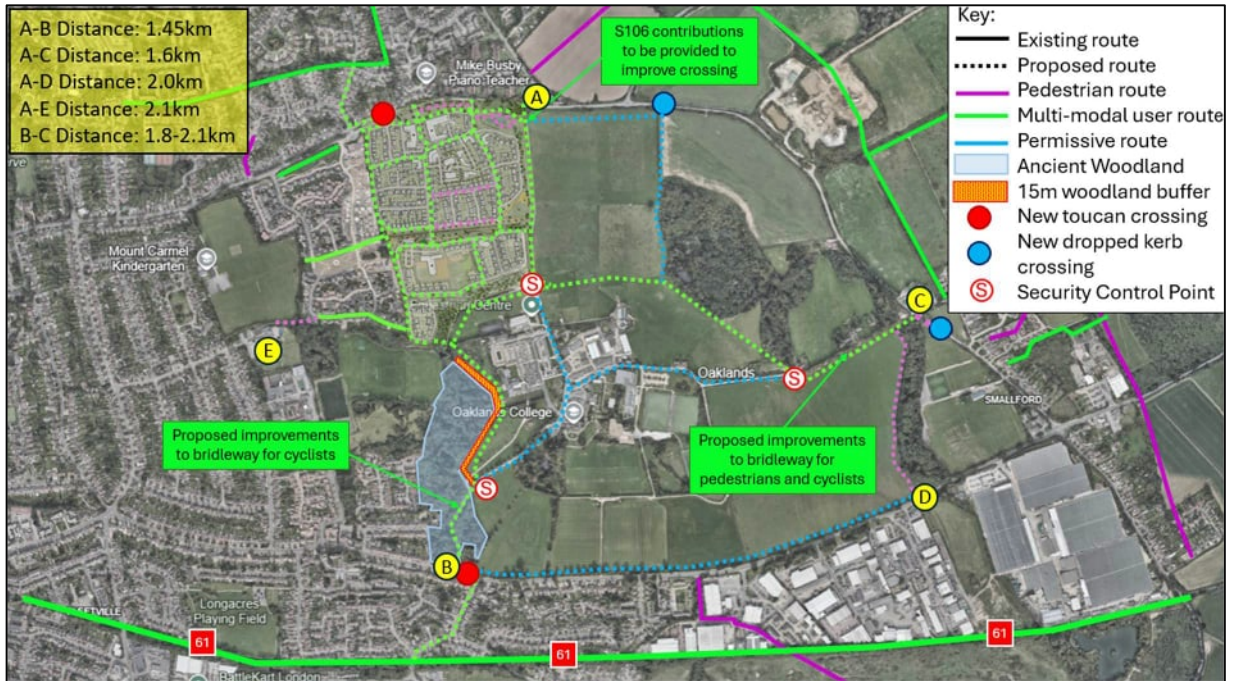 A-B Distance: 1.45km
A-C Distance: 1.6km
A-D Distance: 2.0km
A-E Distance: 2.1km
B-C Distance: 1.8-2.1km
S106 contributions
to be provided to
improve crossing
Key:
Existing route
Proposed route
Pedestrian route
Multi-modal user route
Permissive route
Ancient Woodland
15m woodland buffer
New toucan crossing
New dropped kerb
crossing
S
Security Control Point
Mike Busby
Piano Teacher
A
Mount Carmel
Kindergarten
S
Centre
C
E
Oaklands
S
SMALLFORD
Oaklands College
Proposed improvements
to bridleway for cyclists
Proposed improvements
to bridleway for
pedestrians and cyclists
S
D
B
Longacres
Playing Field
61
61
61
BattleKart London